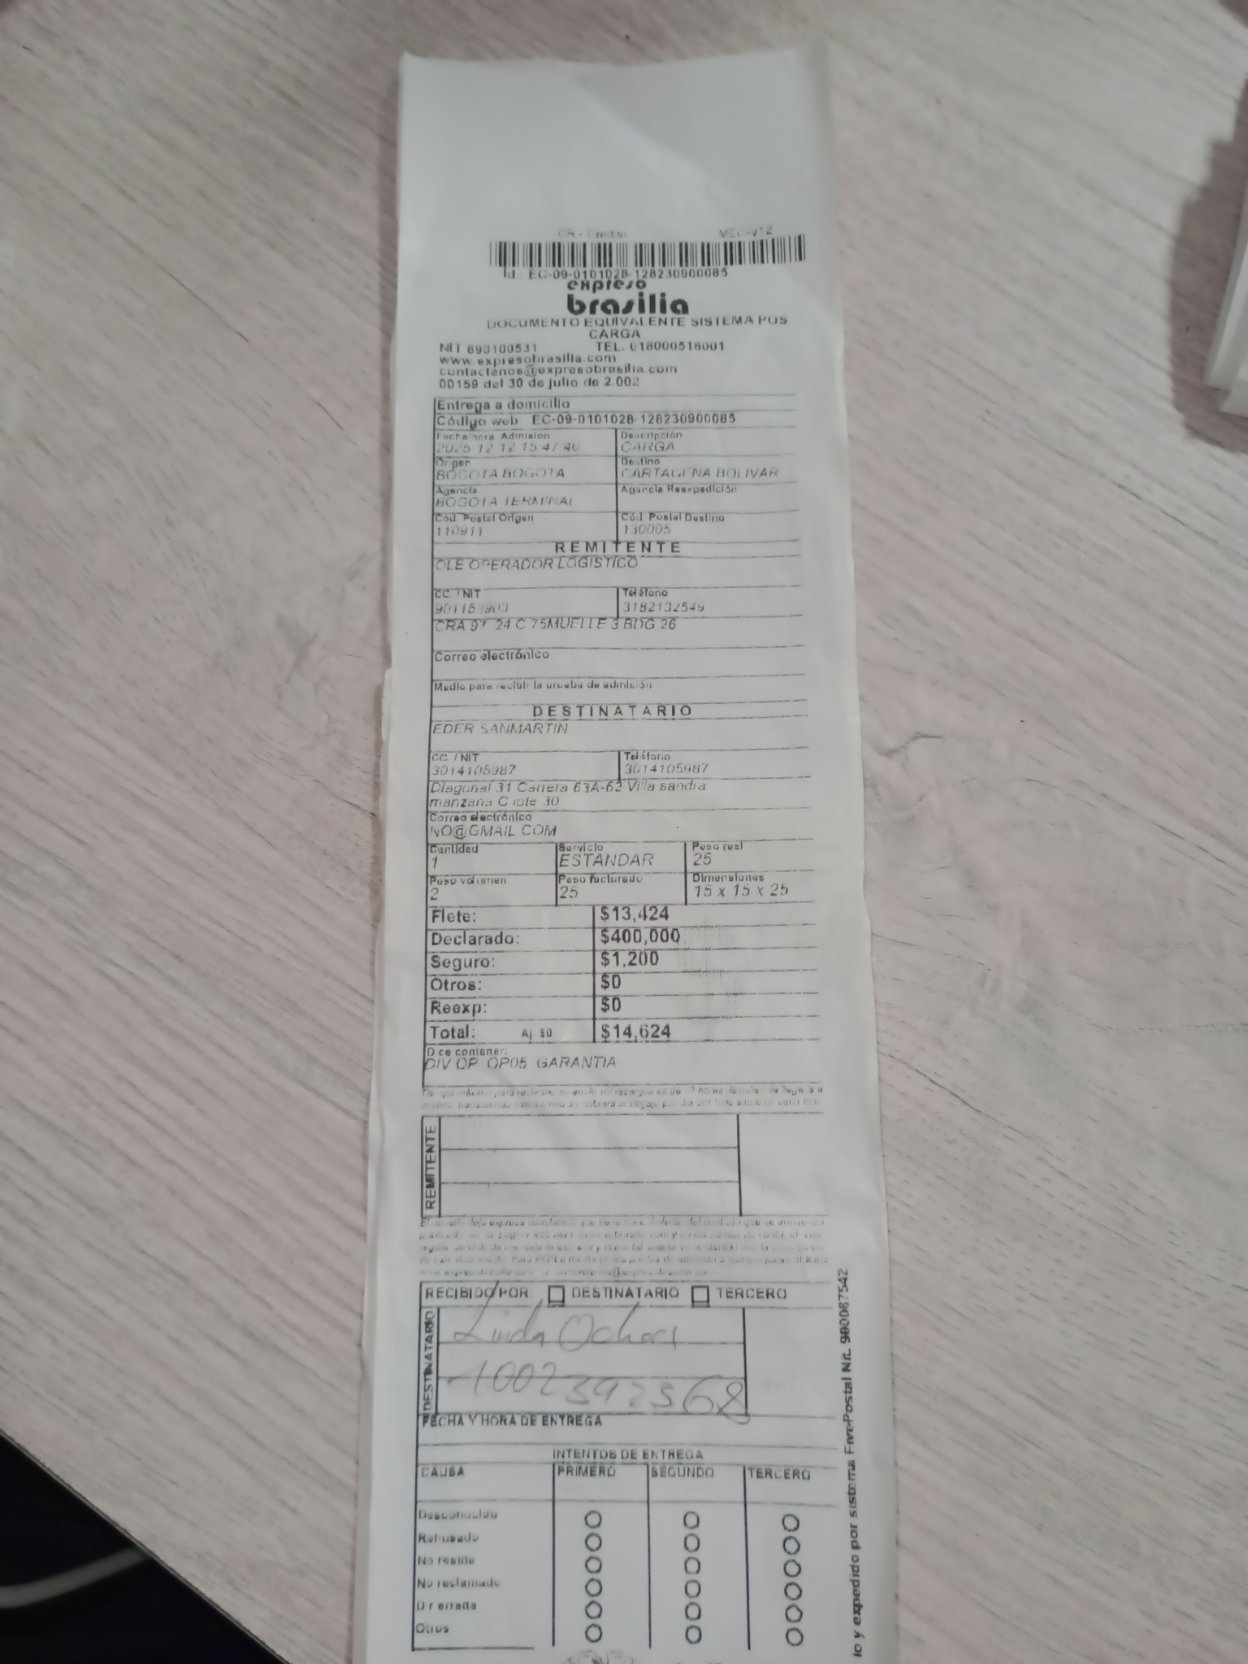 CR - Credito
Id: EC-09-0101028-128230900085
expreso
brasilia
DOCUMENTO EQUIVALENTE SISTEMA POS
CARGA
NIT 890100531 TEL. 018000518001
www.expresobrasilia.com
contactenos@expresobrasilia.com
00159 del 30 de julio de 2.002
Entrega a domicilio
Código web: EC-09-0101028-128230900085
Fecha/hora Admisión Descripción
2025 12 12 15 47 40 CARGA
Origen Destino
BOGOTA BOGOTA CARTAGENA BOLIVAR
Agencia Agencia Reexpedición
BOGOTA TERMINAL
Cód. Postal Origen Cód. Postal Destino
110911 130005
REMITENTE
OPERADOR LOGISTICO
CC. / NIT Teléfono
901153903 3182132549
CRA 97 24 C 75MUELLE 3 BDG 26
Correo electrónico
Medio para recibir la prueba de admisión
DESTINATARIO
EDER SANMARTIN
CC. / NIT Teléfono
3014105987 3014105987
Diagonal 31 Carrera 63A-62 Villa sandra
manzana C lote 30
Correo electrónico
NO@GMAIL.COM
Cantidad Servicio Peso real
1 ESTANDAR 25
Peso volumen Peso facturado Dimensiones
2 25 15 x 15 x 25
Flete: $13,424
Declarado: $400,000
Seguro: $1,200
Otros: $0
Reexp: $0
Total: Aj $0 $14,624
Dice contener:
DIV OP OP05 GARANTIA
REMITENTE
RECIBIDO POR DESTINATARIO TERCERO
DESTINATARIO
Linda Ochoa
1002392368
FECHA Y HORA DE ENTREGA
INTENTOS DE ENTREGA
CAUSA PRIMERO SEGUNDO TERCERO
Desconocido
Rehusado
No reside
No reclamado
Dir errada
Otros
lo y expedido por sistema FivePostal Nit. 900087542